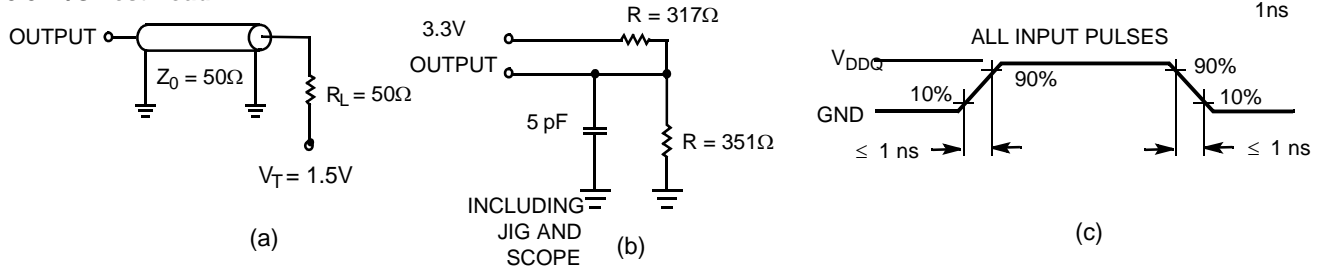 OUTPUT
Z0 = 50Ω
RL = 50Ω
VT = 1.5V
(a)
3.3V
OUTPUT
R = 317Ω
5 pF
R = 351Ω
INCLUDING
JIG AND
SCOPE
(b)
1ns
ALL INPUT PULSES
VDDQ
GND
10%
90%
90%
10%
≤ 1 ns
≤ 1 ns
(c)